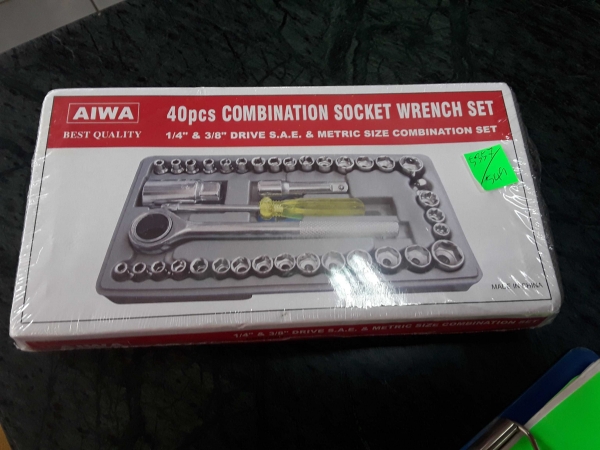 AIWA
BEST QUALITY
40pcs COMBINATION SOCKET WRENCH SET
1/4" & 3/8" DRIVE S.A.E. & METRIC SIZE COMBINATION SET
MADE IN CHINA
1/4" & 3/8" DRIVE S.A.E. & METRIC SIZE COMBINATION SET